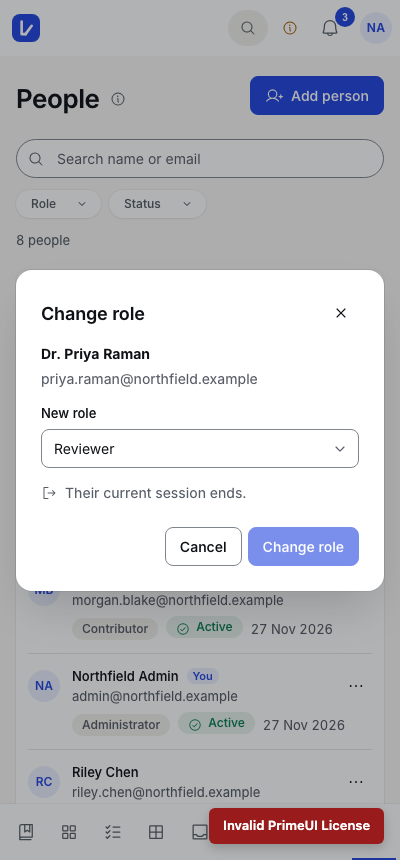 3
NA
People
Add person
Search name or email
Role
Status
8 people
Change role
Dr. Priya Raman
priya.raman@northfield.example
New role
Reviewer
Their current session ends.
Cancel
Change role
MB
morgan.blake@northfield.example
Contributor
Active
27 Nov 2026
NA
Northfield Admin
You
admin@northfield.example
Administrator
Active
27 Nov 2026
RC
Riley Chen
riley.chen@northfield.example
Invalid PrimeUI License